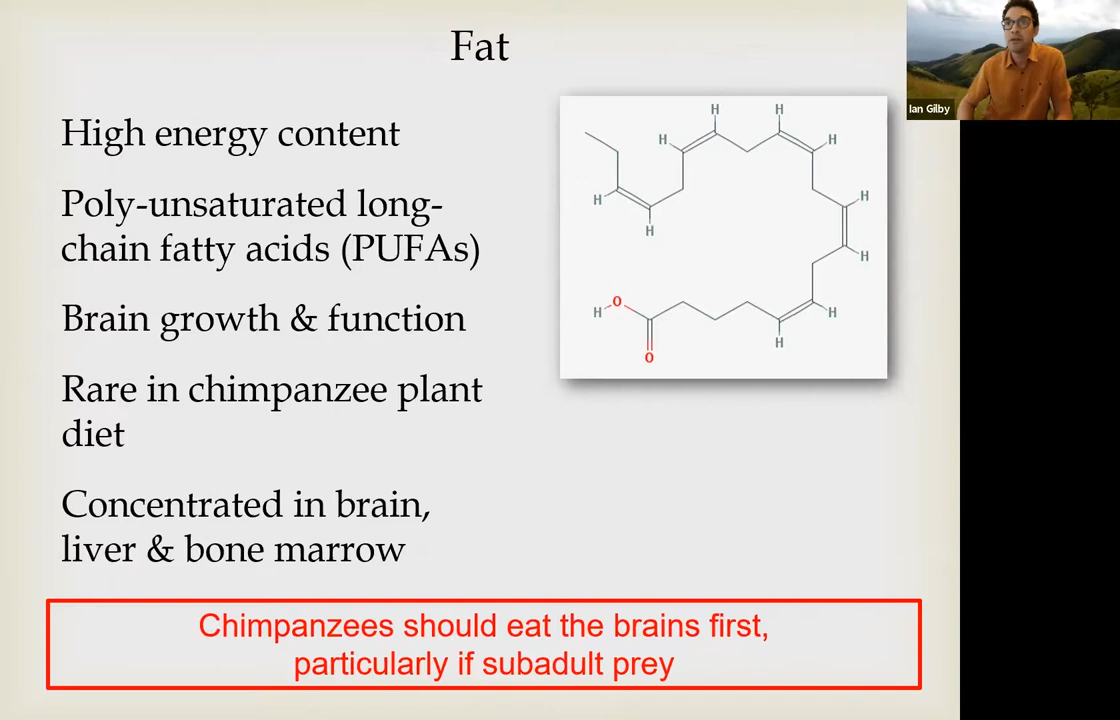 Fat
Ian Gilby
High energy content
Poly-unsaturated long-
chain fatty acids (PUFAs)
Brain growth & function
Rare in chimpanzee plant
diet
Concentrated in brain,
liver & bone marrow
H
H
H
H
H
H
H
H
H
H
H
O
O
Chimpanzees should eat the brains first,
particularly if subadult prey